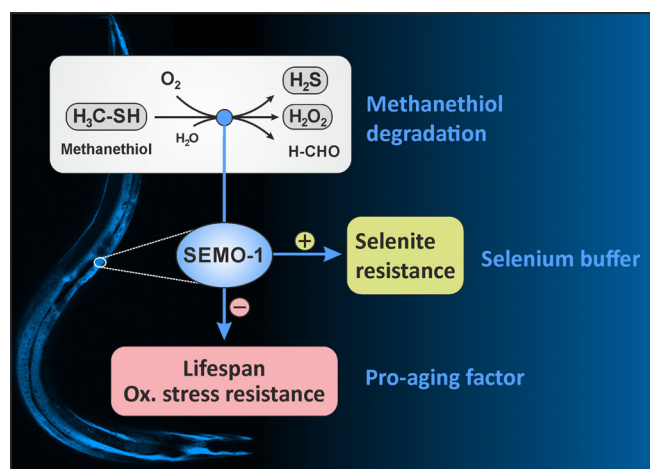 O₂
H₂S
H₃C-SH
H₂O₂
H₂O
Methanethiol
H-CHO
Methanethiol
degradation
SEMO-1
+
Selenite
resistance
Selenium buffer
−
Lifespan
Ox. stress resistance
Pro-aging factor